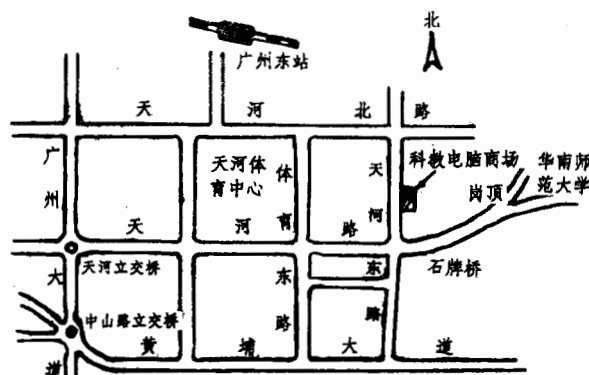 北
广州东站
天河北路
广州大道
天河体
育中心
体育东路
天河东路
科教电脑商场
华南师
范大学
岗顶
天河路
石牌桥
天河立交桥
中山路立交桥
黄埔大道